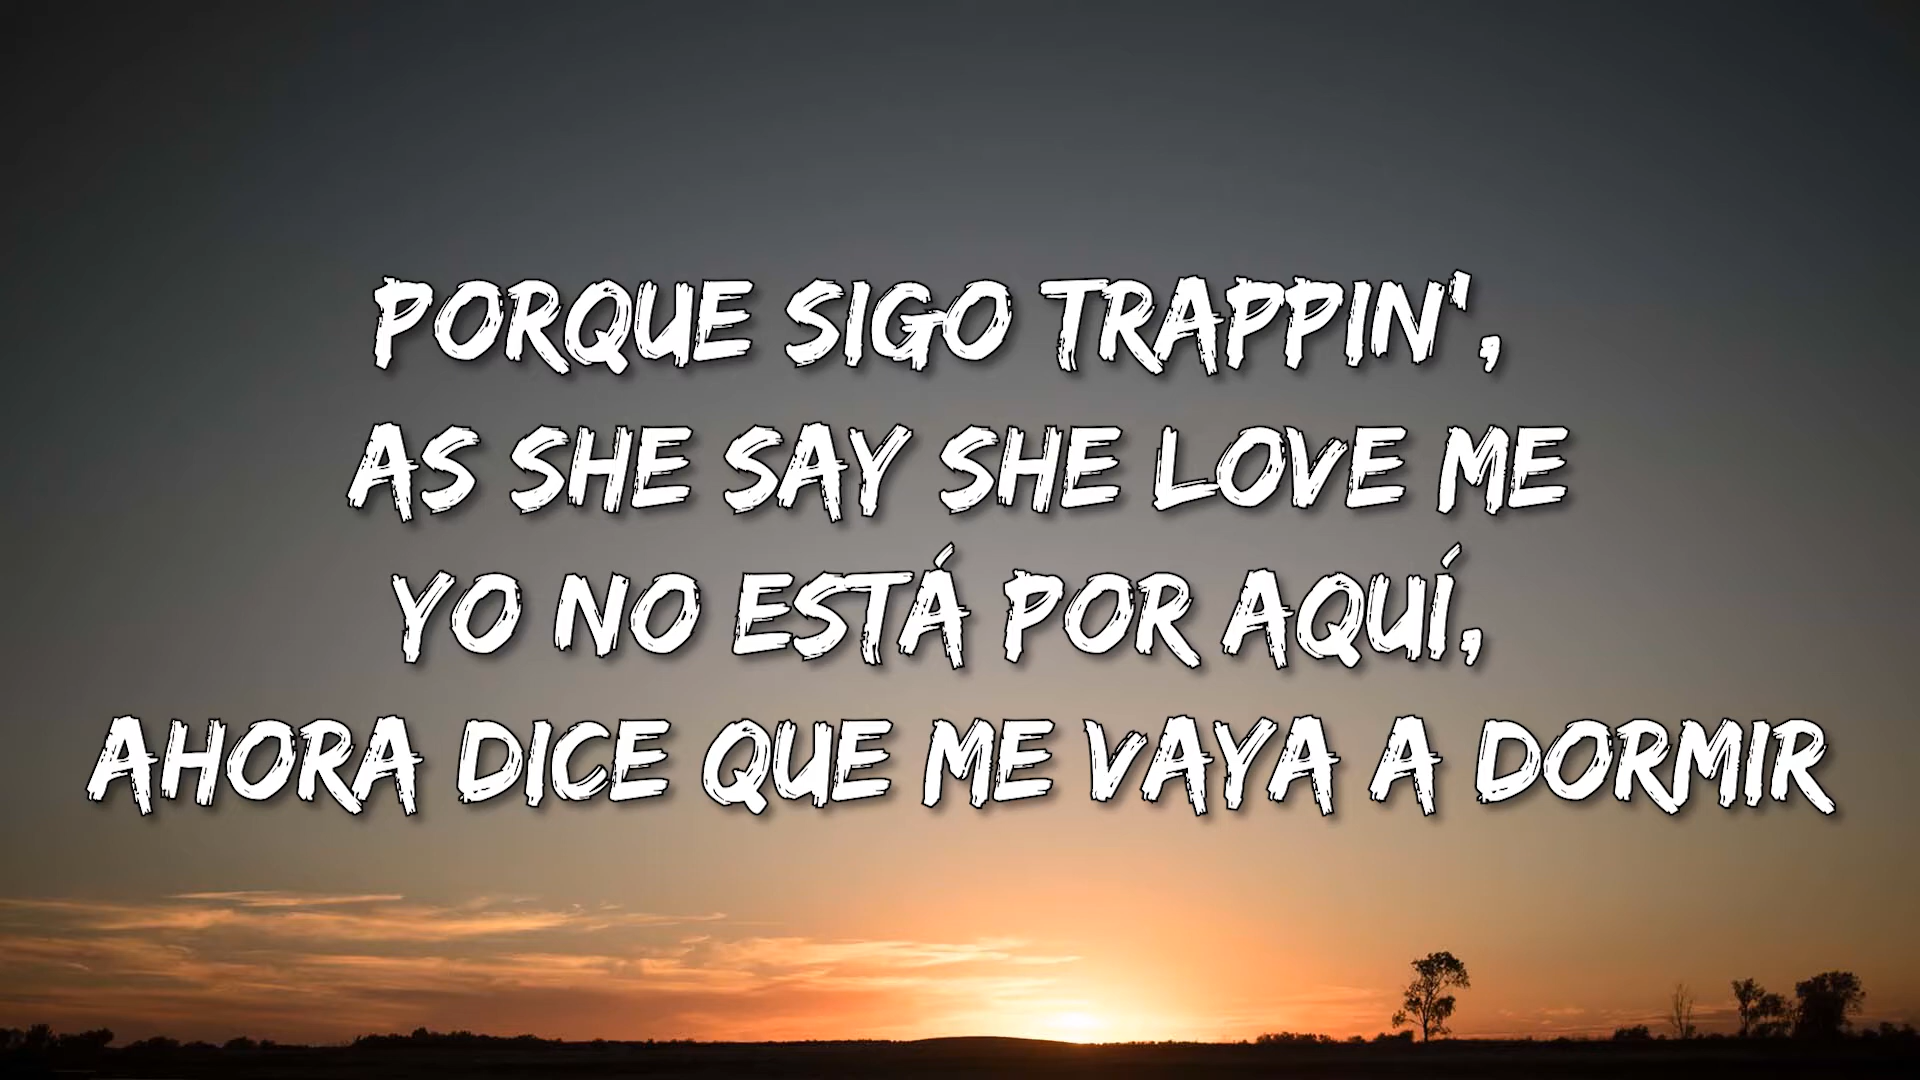 PORQUE SIGO TRAPPIN',
AS SHE SAY SHE LOVE ME
YO NO ESTÁ POR AQUÍ,
AHORA DICE QUE ME VAYA A DORMIR